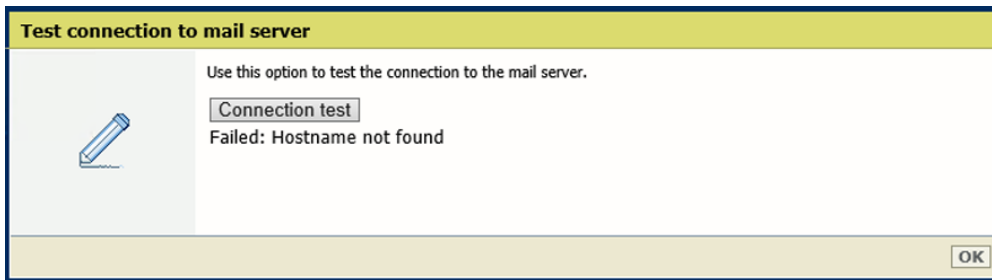 Test connection to mail server
Use this option to test the connection to the mail server.
Connection test
Failed: Hostname not found
OK